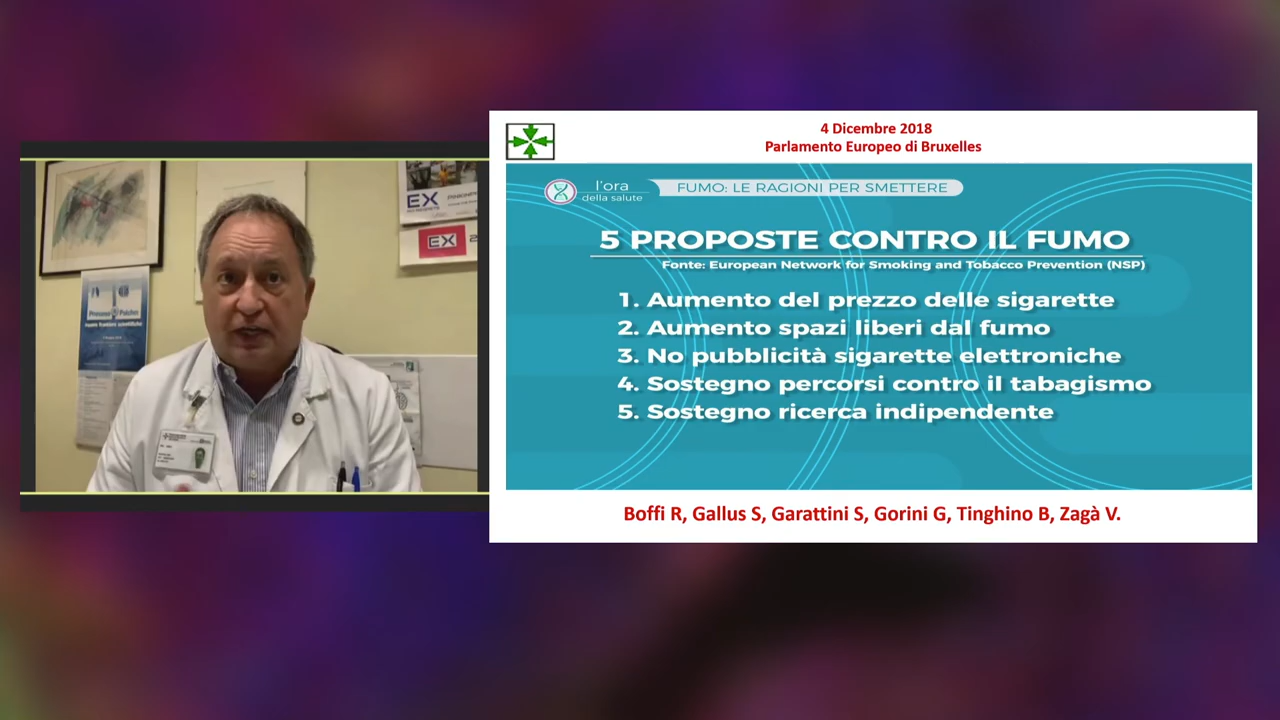 4 Dicembre 2018
Parlamento Europeo di Bruxelles
l'ora
della salute
FUMO: LE RAGIONI PER SMETTERE
5 PROPOSTE CONTRO IL FUMO
Fonte: European Network for Smoking and Tobacco Prevention (NSP)
1. Aumento del prezzo delle sigarette
2. Aumento spazi liberi dal fumo
3. No pubblicità sigarette elettroniche
4. Sostegno percorsi contro il tabagismo
5. Sostegno ricerca indipendente
Boffi R, Gallus S, Garattini S, Gorini G, Tinghino B, Zagà V.
EX
EX